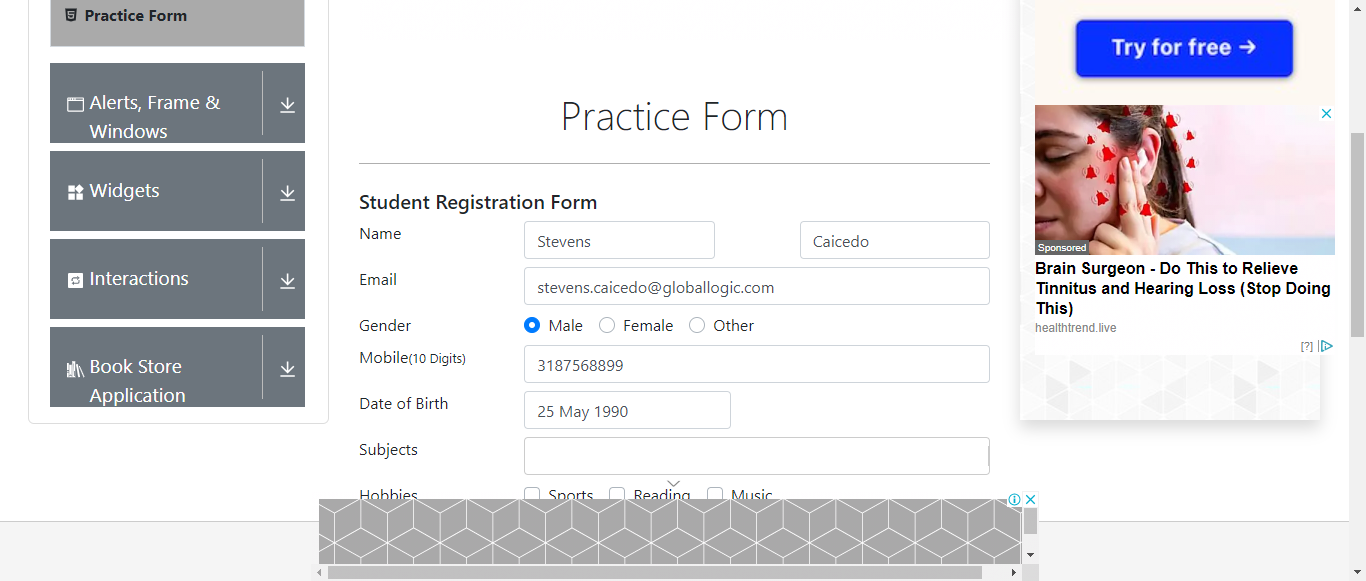 Practice Form
Alerts, Frame &
Windows
Widgets
Interactions
Book Store
Application
Practice Form
Student Registration Form
Name
Stevens
Caicedo
Email
stevens.caicedo@globallogic.com
Gender
Male Female Other
Mobile(10 Digits)
3187568899
Date of Birth
25 May 1990
Subjects
Hobbies
Sports Reading Music
Try for free →
Sponsored
Brain Surgeon - Do This to Relieve
Tinnitus and Hearing Loss (Stop Doing
This)
healthtrend.live
[?]